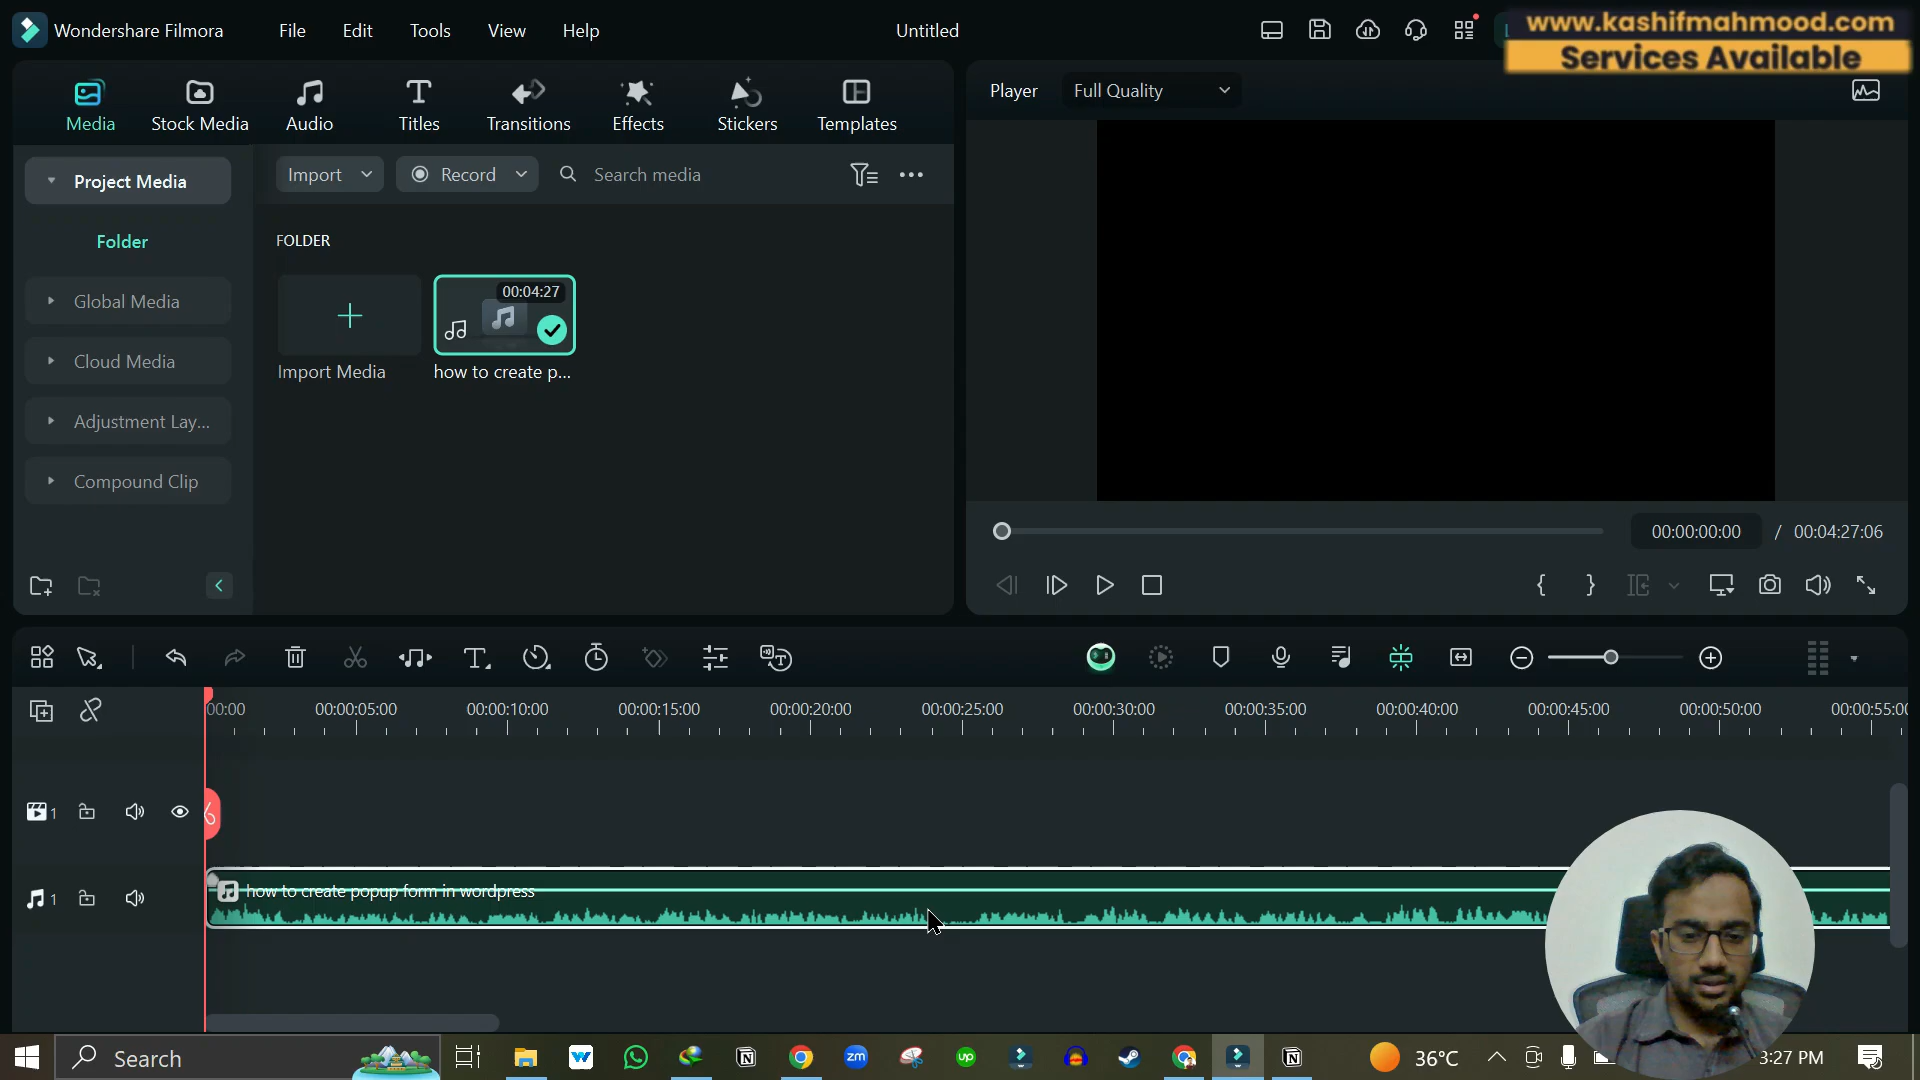 Wondershare Filmora
File
Edit
Tools
View
Help
Untitled
www.kashifmahmood.com
Services Available
Media
Stock Media
Audio
Titles
Transitions
Effects
Stickers
Templates
Player
Full Quality
Project Media
Folder
Global Media
Cloud Media
Adjustment Lay...
Compound Clip
Import
Record
Search media
FOLDER
00:04:27
Import Media
how to create p...
00:00:00:00 / 00:04:27:06
00:00
00:00:05:00
00:00:10:00
00:00:15:00
00:00:20:00
00:00:25:00
00:00:30:00
00:00:35:00
00:00:40:00
00:00:45:00
00:00:50:00
00:00:55:00
1
how to create popup form in wordpress
1
Search
zm
up
36°C
3:27 PM